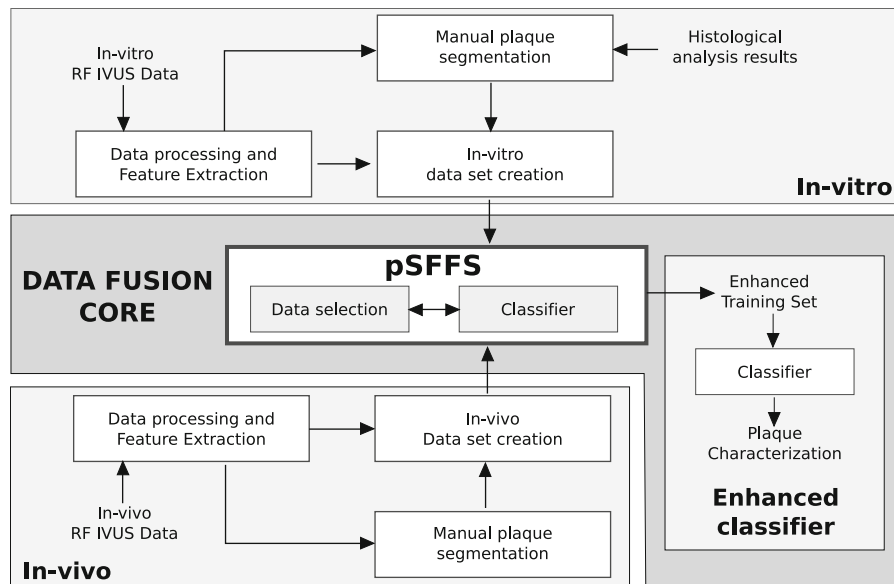 In-vitro
RF IVUS Data
Manual plaque
segmentation
Histological
analysis results
Data processing and
Feature Extraction
In-vitro
data set creation
In-vitro
DATA FUSION
CORE
pSFFS
Data selection
Classifier
Enhanced
Training Set
Classifier
Plaque
Characterization
Enhanced
classifier
Data processing and
Feature Extraction
In-vivo
Data set creation
In-vivo
RF IVUS Data
Manual plaque
segmentation
In-vivo